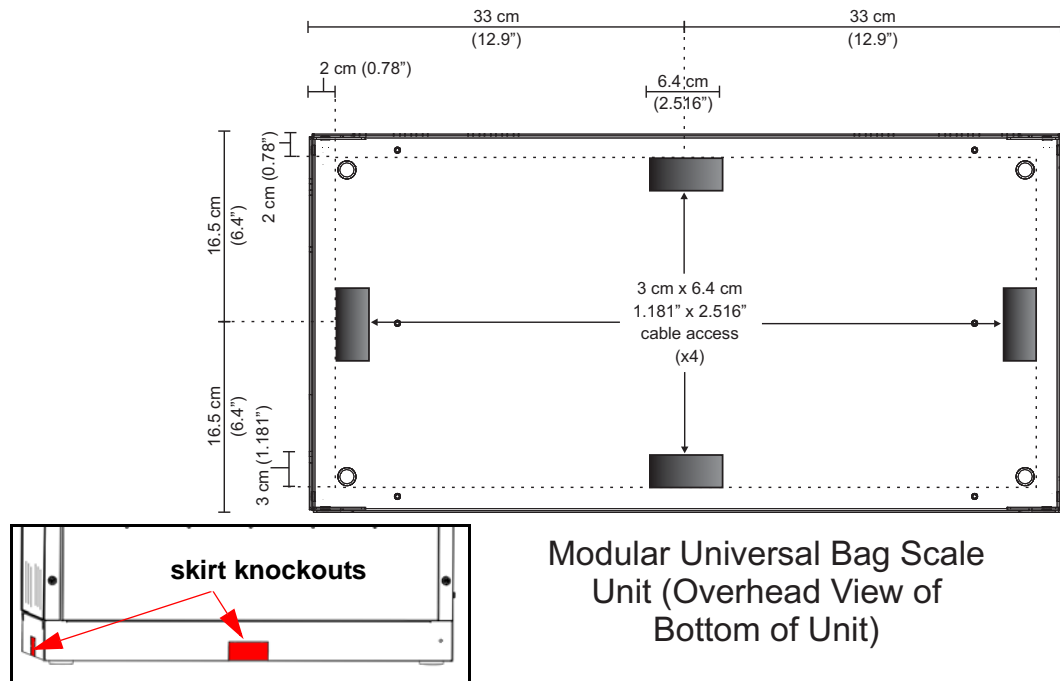 33 cm
(12.9”)
33 cm
(12.9”)
2 cm (0.78”)
6.4 cm
(2.516”)
2 cm (0.78”)
16.5 cm
(6.4”)
3 cm x 6.4 cm
1.181” x 2.516”
cable access
(x4)
16.5 cm
(6.4”)
3 cm (1.181”)
skirt knockouts
Modular Universal Bag Scale
Unit (Overhead View of
Bottom of Unit)